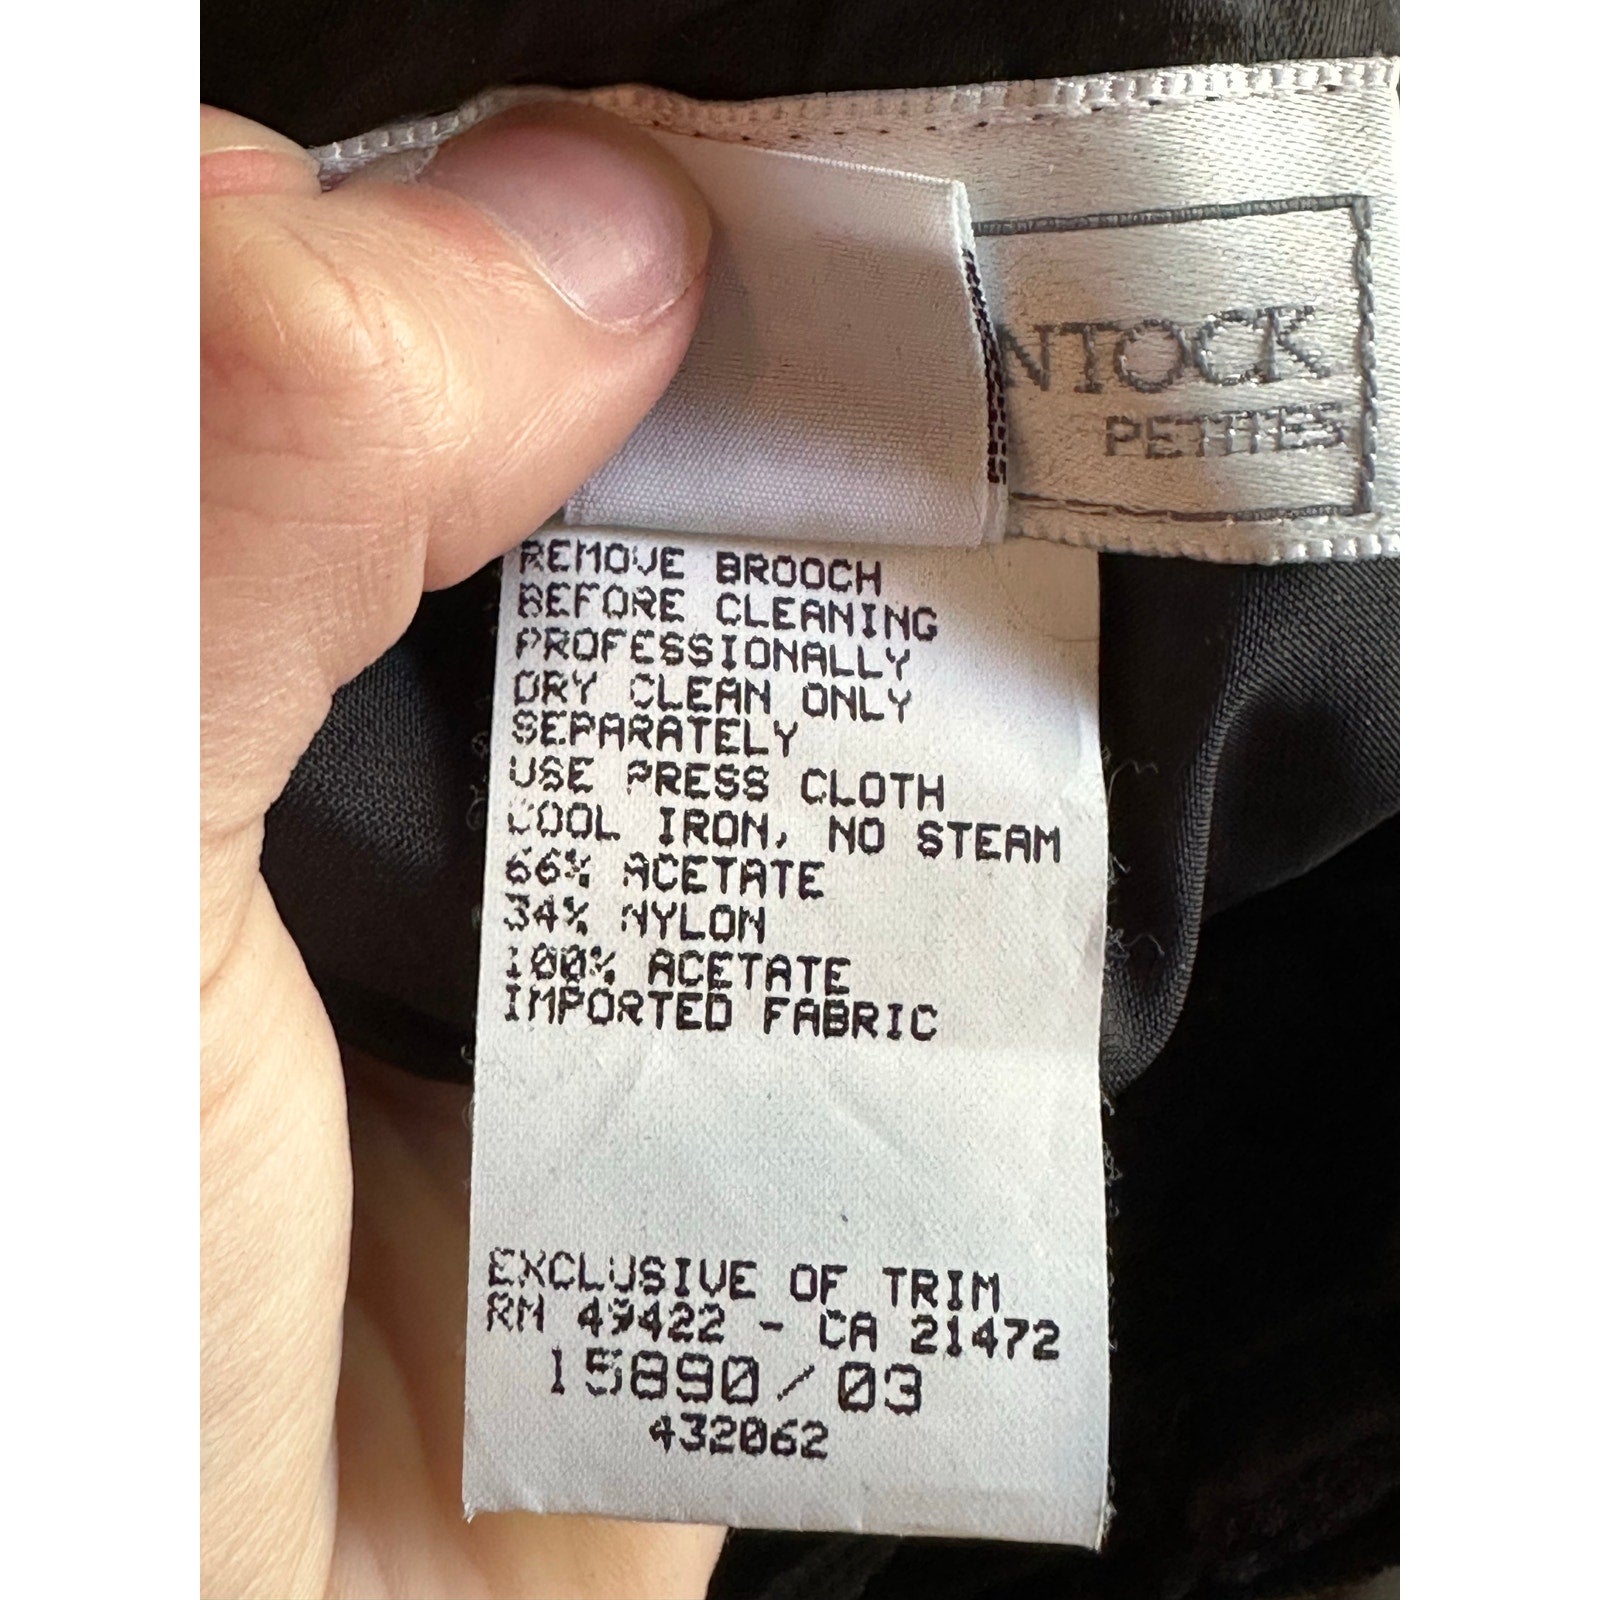 NTOCK
PETITES
REMOVE BROOCH
BEFORE CLEANING
PROFESSIONALLY
DRY CLEAN ONLY
SEPARATELY
USE PRESS CLOTH
COOL IRON, NO STEAM
66% ACETATE
34% NYLON
100% ACETATE
IMPORTED FABRIC
EXCLUSIVE OF TRIM
RN 49422 - CA 21472
15890/03
432062